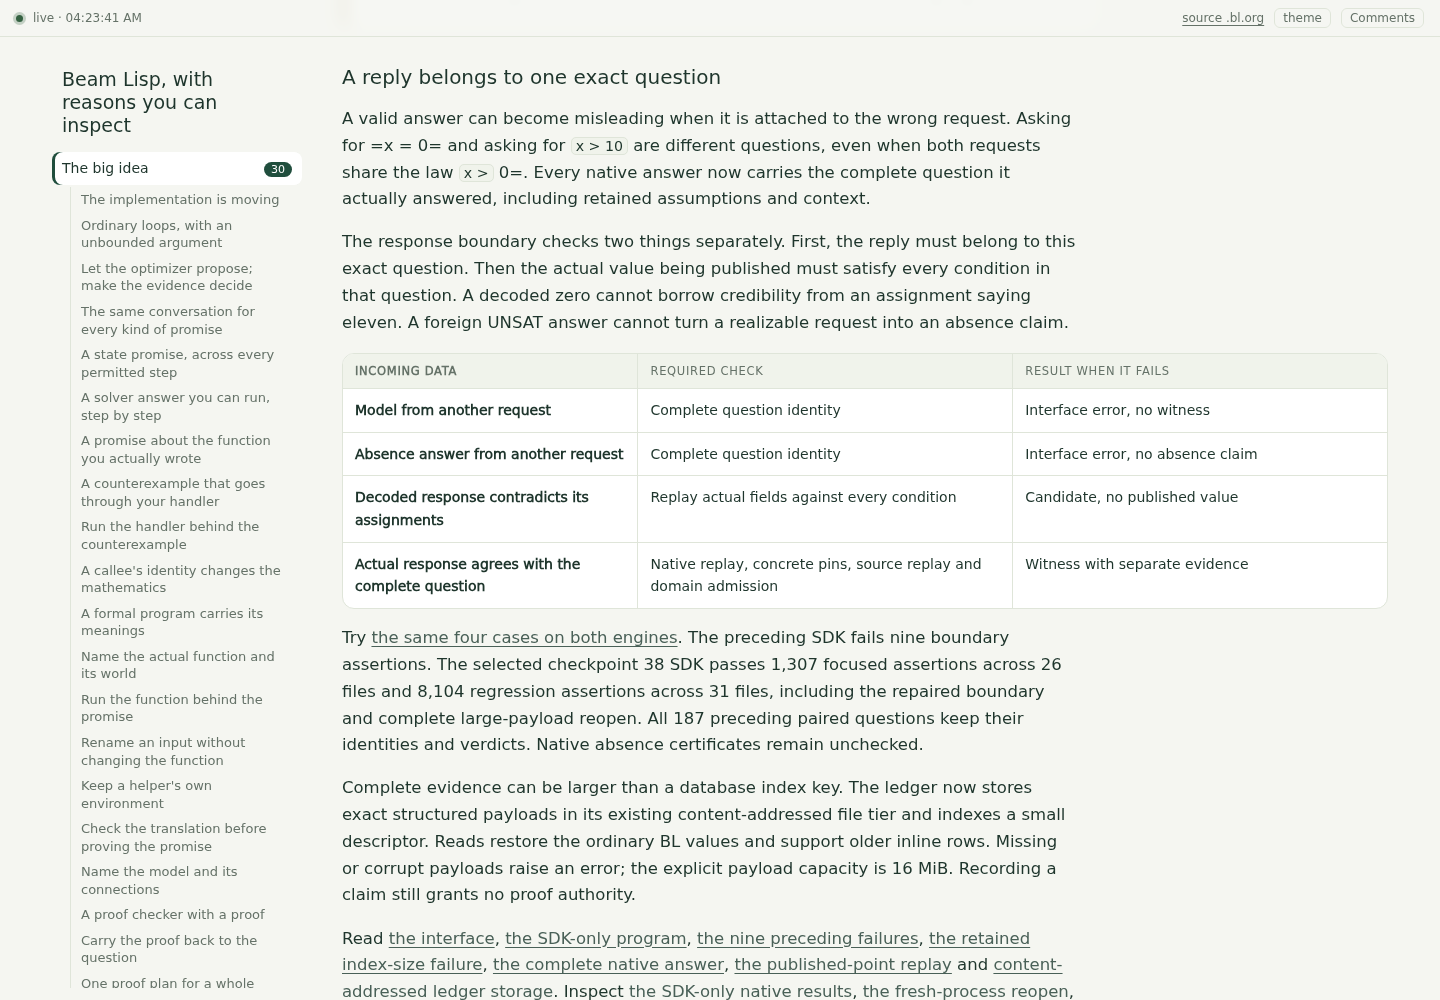 live · 04:23:41 AM
source .bl.org
theme
Comments
Beam Lisp, with
reasons you can
inspect
The big idea
30
The implementation is moving
Ordinary loops, with an
unbounded argument
Let the optimizer propose;
make the evidence decide
The same conversation for
every kind of promise
A state promise, across every
permitted step
A solver answer you can run,
step by step
A promise about the function
you actually wrote
A counterexample that goes
through your handler
Run the handler behind the
counterexample
A callee's identity changes the
mathematics
A formal program carries its
meanings
Name the actual function and
its world
Run the function behind the
promise
Rename an input without
changing the function
Keep a helper's own
environment
Check the translation before
proving the promise
Name the model and its
connections
A proof checker with a proof
Carry the proof back to the
question
One proof plan for a whole
A reply belongs to one exact question
A valid answer can become misleading when it is attached to the wrong request. Asking
for =x = 0= and asking for x > 10 are different questions, even when both requests
share the law x > 0=. Every native answer now carries the complete question it
actually answered, including retained assumptions and context.
The response boundary checks two things separately. First, the reply must belong to this
exact question. Then the actual value being published must satisfy every condition in
that question. A decoded zero cannot borrow credibility from an assignment saying
eleven. A foreign UNSAT answer cannot turn a realizable request into an absence claim.
INCOMING DATA
REQUIRED CHECK
RESULT WHEN IT FAILS
Model from another request
Complete question identity
Interface error, no witness
Absence answer from another request
Complete question identity
Interface error, no absence claim
Decoded response contradicts its
assignments
Replay actual fields against every condition
Candidate, no published value
Actual response agrees with the
complete question
Native replay, concrete pins, source replay and
domain admission
Witness with separate evidence
Try the same four cases on both engines. The preceding SDK fails nine boundary
assertions. The selected checkpoint 38 SDK passes 1,307 focused assertions across 26
files and 8,104 regression assertions across 31 files, including the repaired boundary
and complete large-payload reopen. All 187 preceding paired questions keep their
identities and verdicts. Native absence certificates remain unchecked.
Complete evidence can be larger than a database index key. The ledger now stores
exact structured payloads in its existing content-addressed file tier and indexes a small
descriptor. Reads restore the ordinary BL values and support older inline rows. Missing
or corrupt payloads raise an error; the explicit payload capacity is 16 MiB. Recording a
claim still grants no proof authority.
Read the interface, the SDK-only program, the nine preceding failures, the retained
index-size failure, the complete native answer, the published-point replay and content-
addressed ledger storage. Inspect the SDK-only native results, the fresh-process reopen,